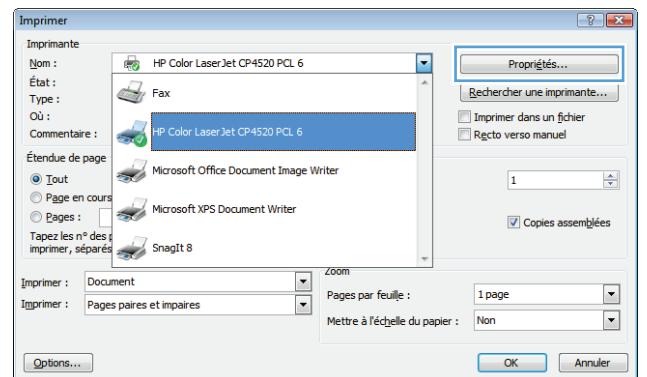 Imprimer
Imprimante
Nom : HP Color LaserJet CP4520 PCL 6 Propriétés...
État :
Fax
Type :
Rechercher une imprimante...
Où :
Imprimer dans un fichier
Commentaire : HP Color LaserJet CP4520 PCL 6
Recto verso manuel
Étendue de page
Microsoft Office Document Image Writer
Tout
1
Page en cours
Microsoft XPS Document Writer
Pages :
Copies assemblées
Tapez les n° des
imprimer, séparés
SnagIt 8
Zoom
Imprimer : Document
Pages par feuille : 1 page
Imprimer : Pages paires et impaires
Mettre à l'échelle du papier : Non
Options... OK Annuler